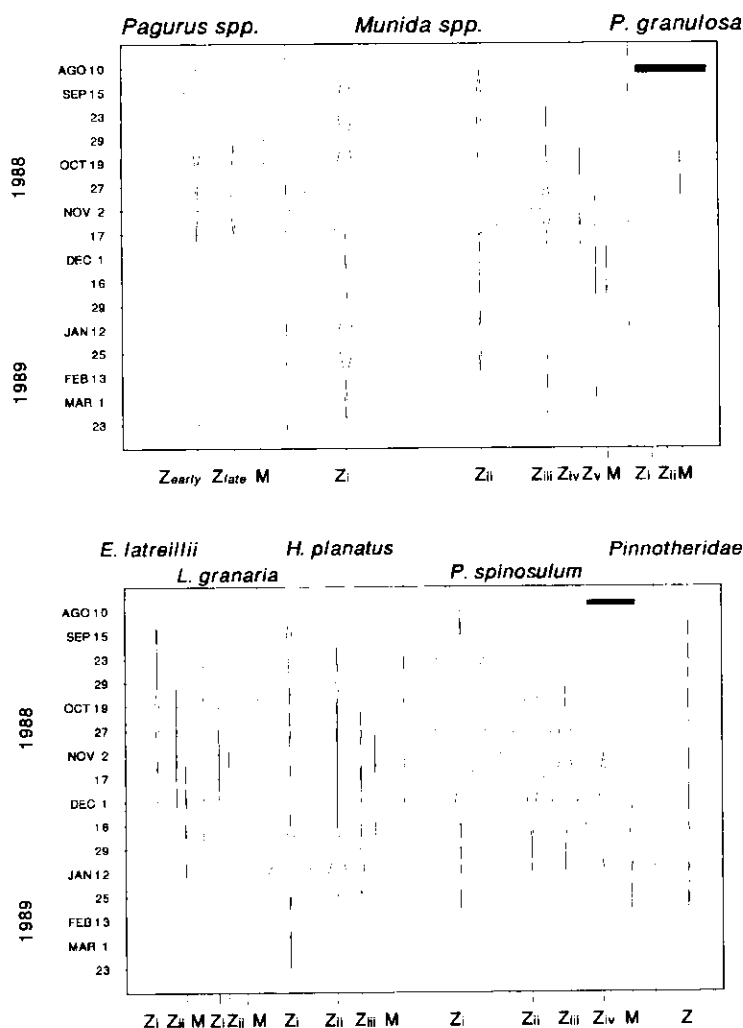 Pagurus spp. Munida spp. P. granulosa
AGO 10
SEP 15
23
29
OCT 19
27
NOV 2
17
DEC 1
16
29
JAN 12
25
FEB 13
MAR 1
23
1988
1989
Zearly Zlate M Zi Zii Ziii Ziv Zv M Zi Zii M
E. latreillii H. planatus Pinnotheridae
L. granaria P. spinosulum
AGO 10
SEP 15
23
29
OCT 19
27
NOV 2
17
DEC 1
16
29
JAN 12
25
FEB 13
MAR 1
23
1988
1989
Zi Zii M Zi Zii M Zi Zii Ziii M Zi Zii Ziii Ziv M Z